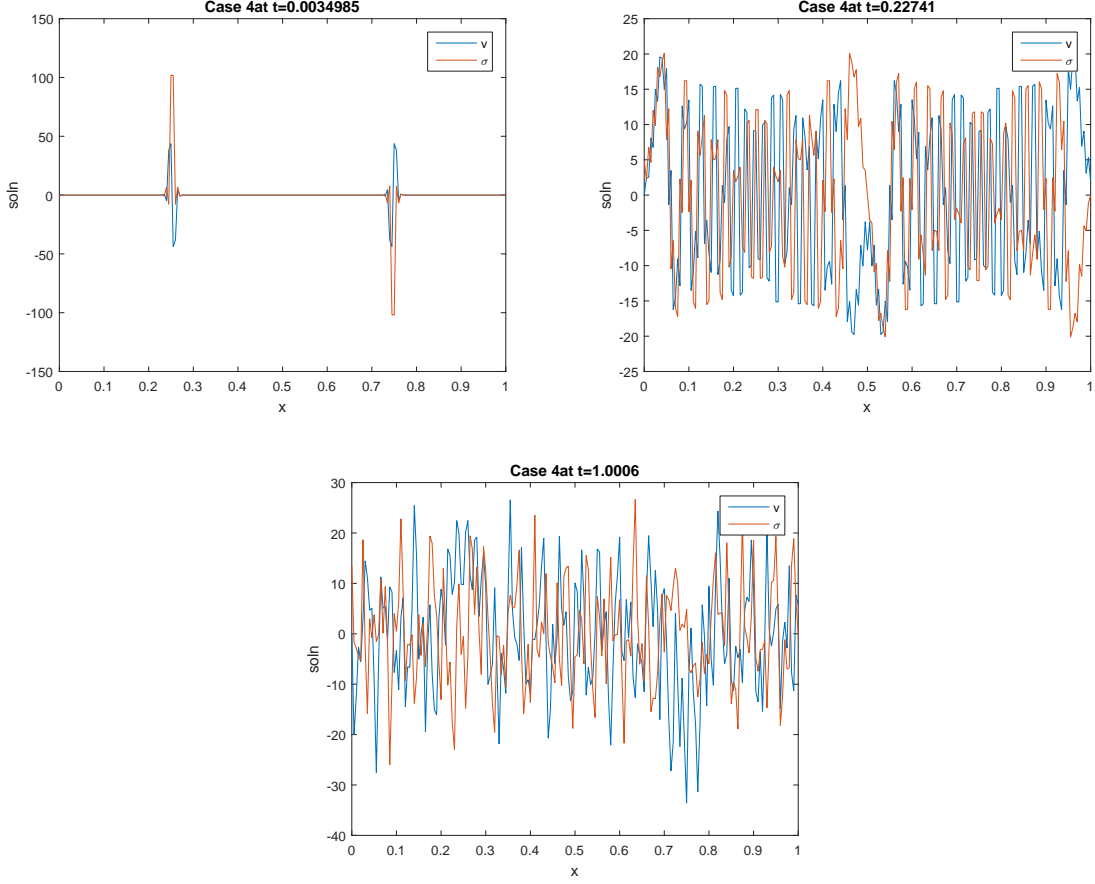 Case 4at t=0.0034985
150
100
50
0
-50
-100
-150
soln
0 0.1 0.2 0.3 0.4 0.5 0.6 0.7 0.8 0.9 1
x
v
σ
Case 4at t=0.22741
25
20
15
10
5
0
-5
-10
-15
-20
-25
soln
0 0.1 0.2 0.3 0.4 0.5 0.6 0.7 0.8 0.9 1
x
v
σ
Case 4at t=1.0006
30
20
10
0
-10
-20
-30
-40
soln
0 0.1 0.2 0.3 0.4 0.5 0.6 0.7 0.8 0.9 1
x
v
σ